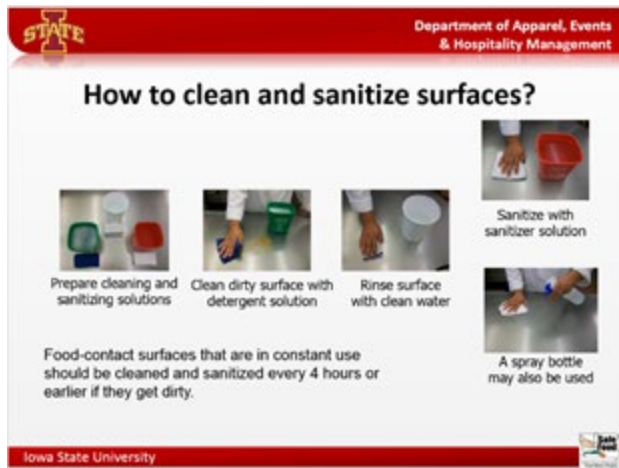 STATE
Department of Apparel, Events
& Hospitality Management
How to clean and sanitize surfaces?
Prepare cleaning and
sanitizing solutions
Clean dirty surface with
detergent solution
Rinse surface
with clean water
Sanitize with
sanitizer solution
A spray bottle
may also be used
Food-contact surfaces that are in constant use
should be cleaned and sanitized every 4 hours or
earlier if they get dirty.
Iowa State University
Safe
Food